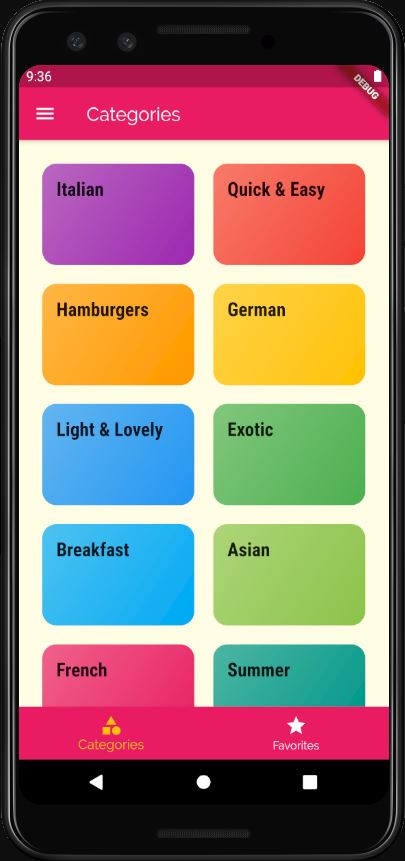 9:36
DEBUG
Categories
Italian
Quick & Easy
Hamburgers
German
Light & Lovely
Exotic
Breakfast
Asian
French
Summer
Categories
Favorites